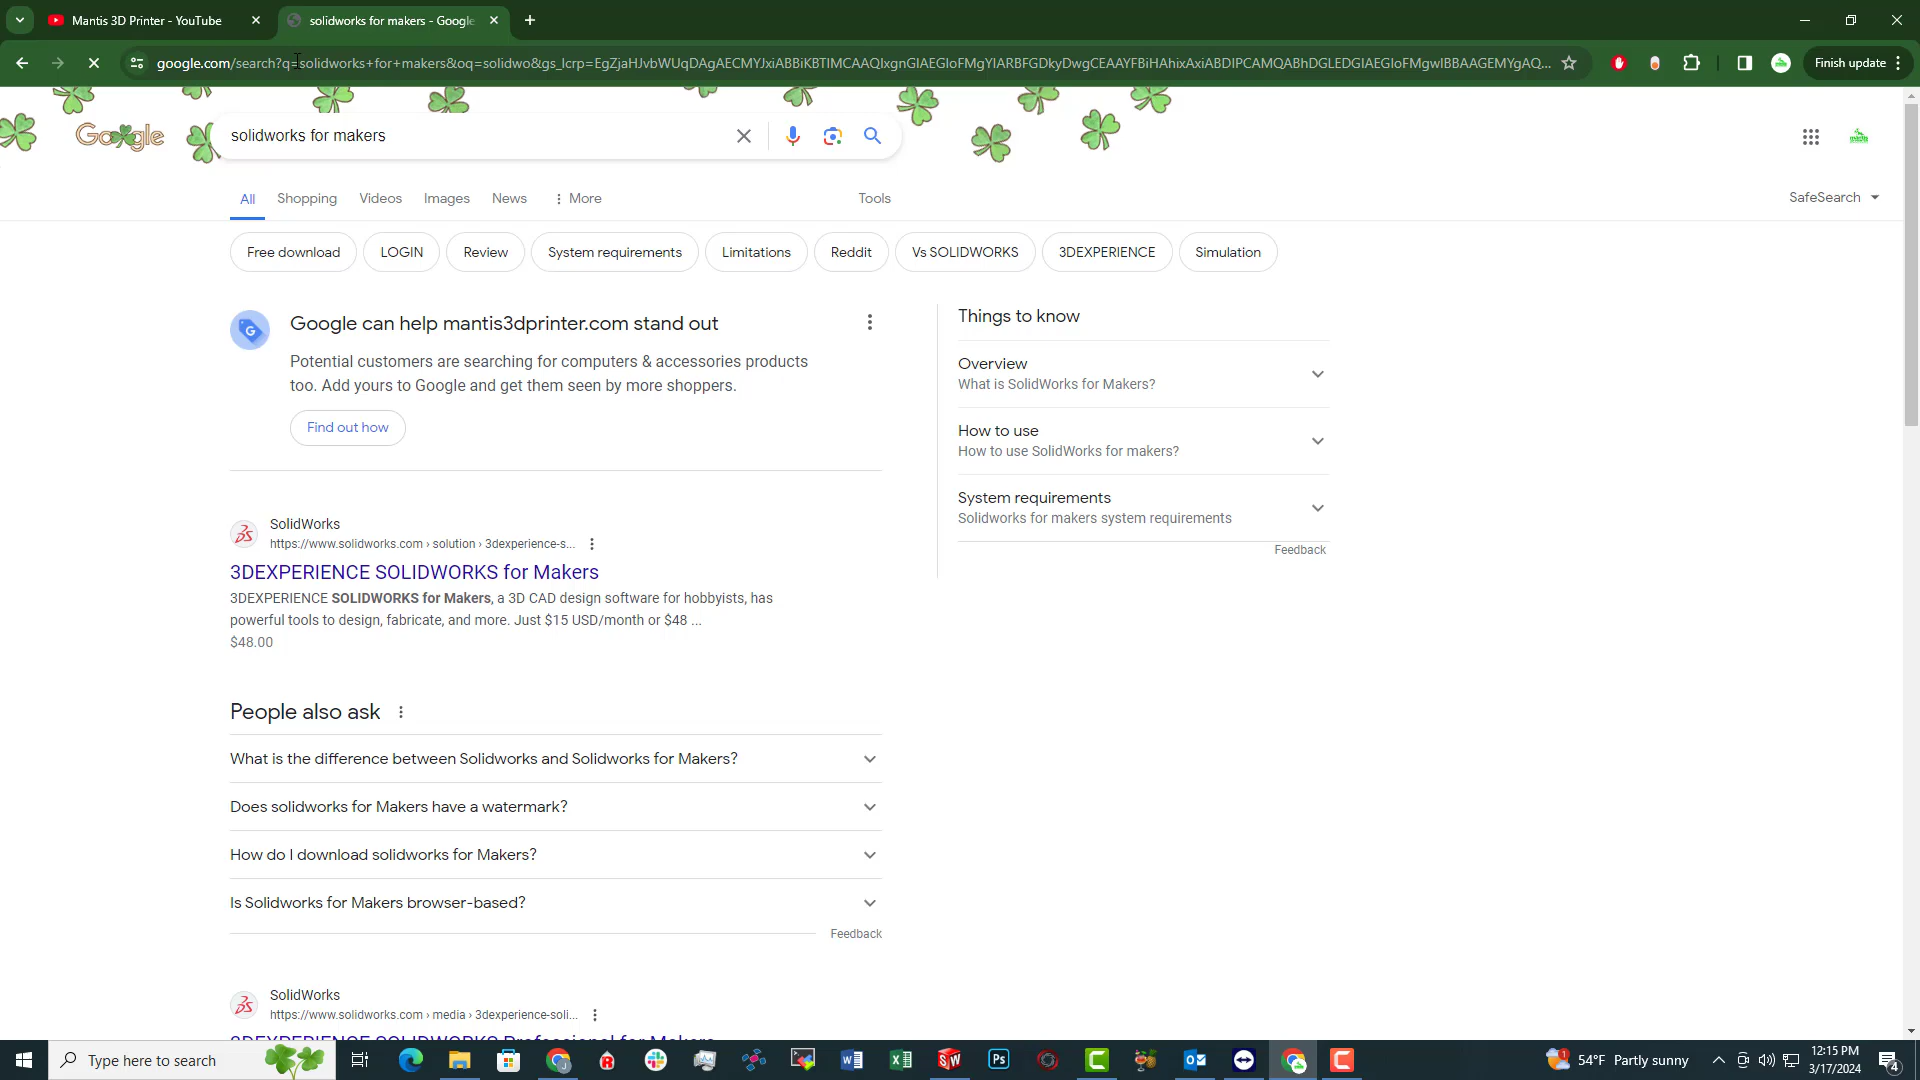 Mantis 3D Printer - YouTube
solidworks for makers - Google
google.com/search?q=solidworks+for+makers&oq=solidwo&gs_lcrp=
Finish update
Google
solidworks for makers
All
Shopping
Videos
Images
News
More
Tools
SafeSearch
Free download
LOGIN
Review
System requirements
Limitations
Reddit
Vs SOLIDWORKS
3DEXPERIENCE
Simulation
Google can help mantis3dprinter.com stand out
Potential customers are searching for computers & accessories products
too. Add yours to Google and get them seen by more shoppers.
Find out how
SolidWorks
https://www.solidworks.com › solution › 3dexperience-s...
3DEXPERIENCE SOLIDWORKS for Makers
3DEXPERIENCE SOLIDWORKS for Makers, a 3D CAD design software for hobbyists, has
powerful tools to design, fabricate, and more. Just $15 USD/month or $48 ...
$48.00
People also ask
What is the difference between Solidworks and Solidworks for Makers?
Does solidworks for Makers have a watermark?
How do I download solidworks for Makers?
Is Solidworks for Makers browser-based?
Feedback
SolidWorks
https://www.solidworks.com › media › 3dexperience-soli...
3DEXPERIENCE SOLIDWORKS Professional for Makers
Things to know
Overview
What is SolidWorks for Makers?
How to use
How to use SolidWorks for makers?
System requirements
Solidworks for makers system requirements
Feedback
Type here to search
54°F Partly sunny
12:15 PM
3/17/2024
4